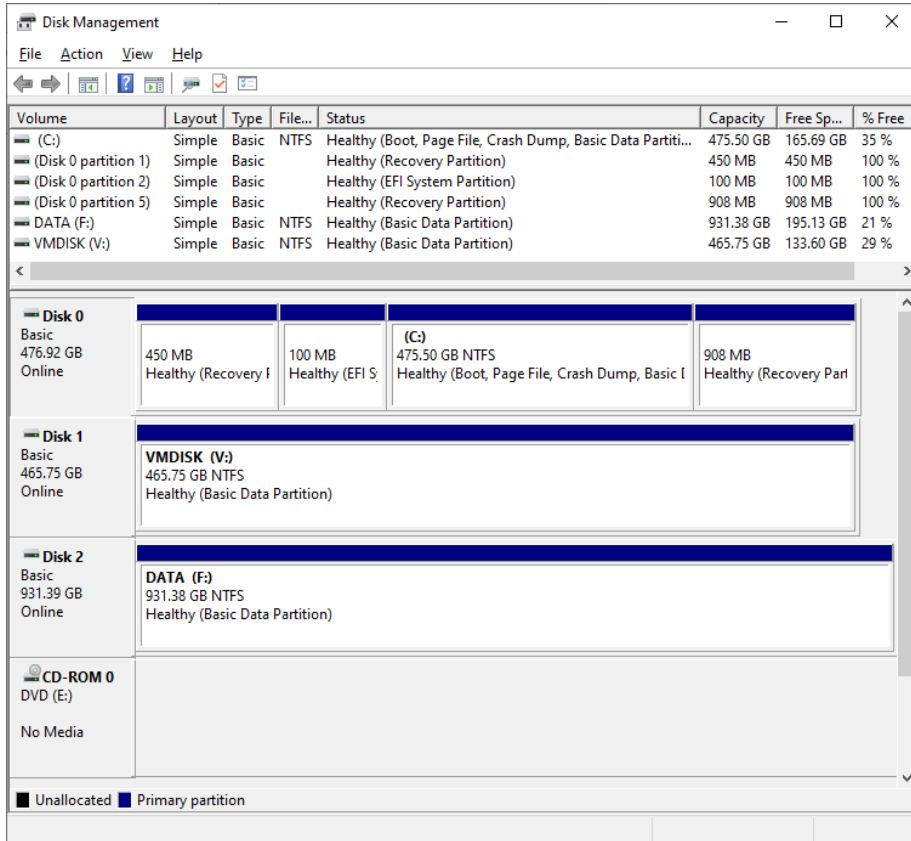 Disk Management
File Action View Help
Volume Layout Type File... Status Capacity Free Sp... % Free
(C:) Simple Basic NTFS Healthy (Boot, Page File, Crash Dump, Basic Data Partiti... 475.50 GB 165.69 GB 35 %
(Disk 0 partition 1) Simple Basic Healthy (Recovery Partition) 450 MB 450 MB 100 %
(Disk 0 partition 2) Simple Basic Healthy (EFI System Partition) 100 MB 100 MB 100 %
(Disk 0 partition 5) Simple Basic Healthy (Recovery Partition) 908 MB 908 MB 100 %
DATA (F:) Simple Basic NTFS Healthy (Basic Data Partition) 931.38 GB 195.13 GB 21 %
VMDISK (V:) Simple Basic NTFS Healthy (Basic Data Partition) 465.75 GB 133.60 GB 29 %
Disk 0
Basic
476.92 GB
Online
450 MB
Healthy (Recovery P
100 MB
Healthy (EFI S
(C:)
475.50 GB NTFS
Healthy (Boot, Page File, Crash Dump, Basic D
908 MB
Healthy (Recovery Part
Disk 1
Basic
465.75 GB
Online
VMDISK (V:)
465.75 GB NTFS
Healthy (Basic Data Partition)
Disk 2
Basic
931.39 GB
Online
DATA (F:)
931.38 GB NTFS
Healthy (Basic Data Partition)
CD-ROM 0
DVD (E:)
No Media
Unallocated Primary partition